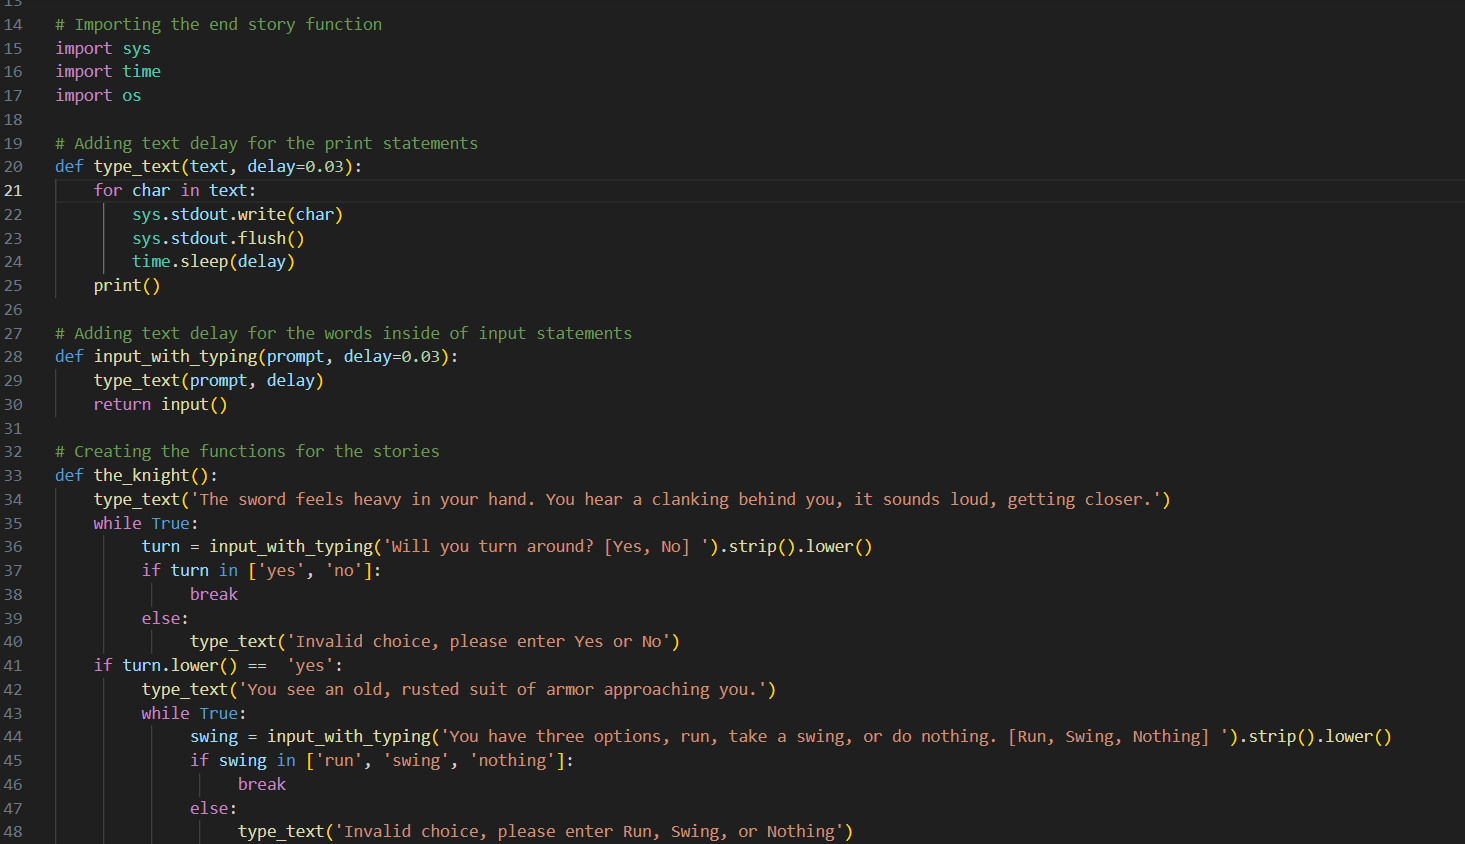 13
14 # Importing the end story function
15 import sys
16 import time
17 import os
18
19 # Adding text delay for the print statements
20 def type_text(text, delay=0.03):
21     for char in text:
22         sys.stdout.write(char)
23         sys.stdout.flush()
24         time.sleep(delay)
25     print()
26
27 # Adding text delay for the words inside of input statements
28 def input_with_typing(prompt, delay=0.03):
29     type_text(prompt, delay)
30     return input()
31
32 # Creating the functions for the stories
33 def the_knight():
34     type_text('The sword feels heavy in your hand. You hear a clanking behind you, it sounds loud, getting closer.')
35     while True:
36          turn = input_with_typing('Will you turn around? [Yes, No] ').strip().lower()
37          if turn in ['yes', 'no']:
38               break
39          else:
40               type_text('Invalid choice, please enter Yes or No')
41     if turn.lower() ==  'yes':
42          type_text('You see an old, rusted suit of armor approaching you.')
43          while True:
44               swing = input_with_typing('You have three options, run, take a swing, or do nothing. [Run, Swing, Nothing] ').strip().lower()
45               if swing in ['run', 'swing', 'nothing']:
46                    break
47               else:
48                    type_text('Invalid choice, please enter Run, Swing, or Nothing')